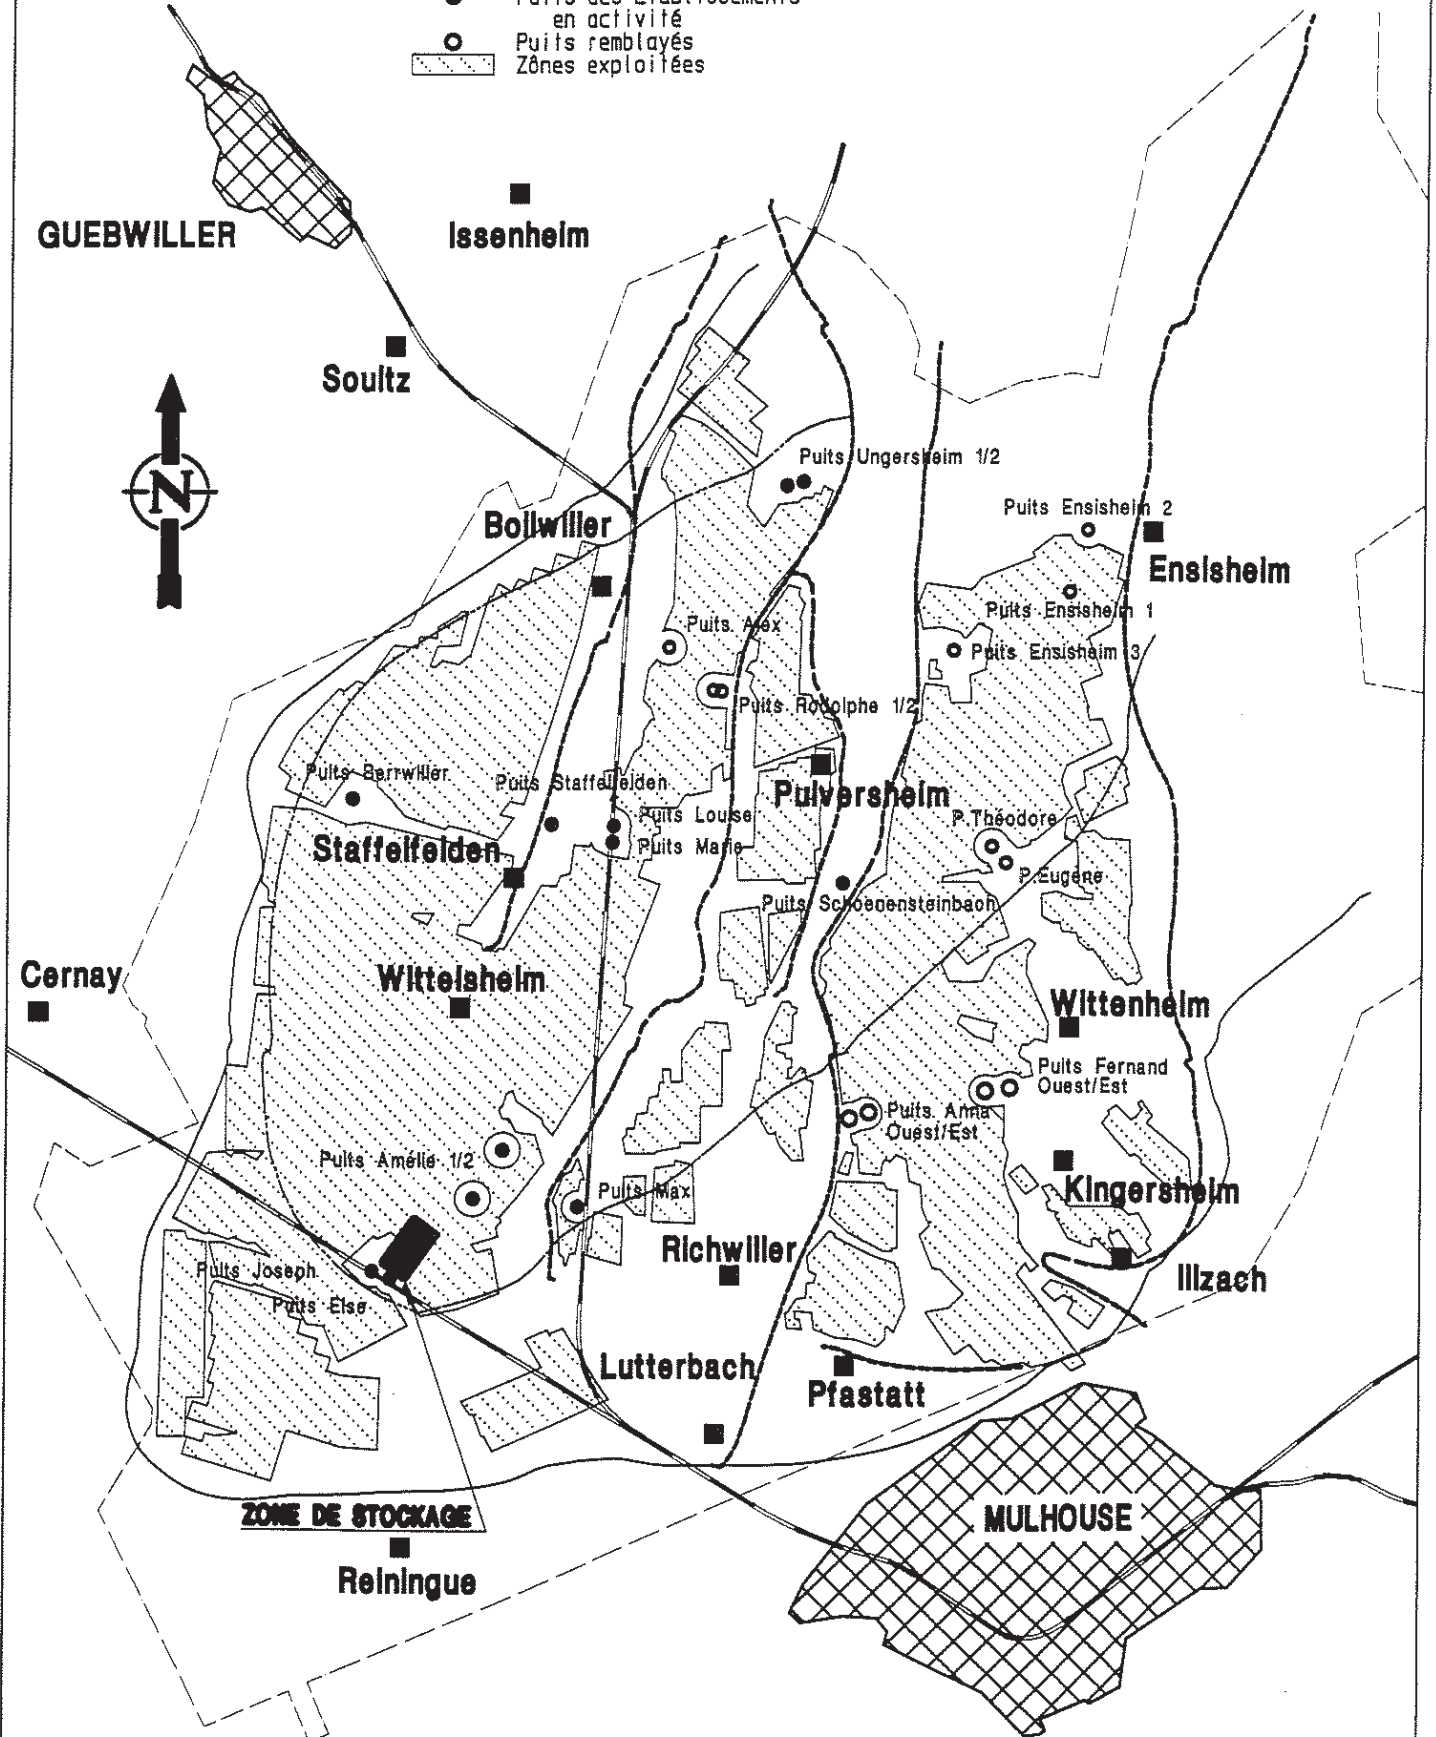 Puits des Etablissements
en activité
Puits remblayés
Zônes exploitées
GUEBWILLER
Issenheim
Soultz
N
Puits Ungersheim 1/2
Puits Ensisheim 2
Bollwiller
Ensisheim
Puits Ensisheim 1
Puits Alex
Puits Ensisheim 3
Puits Rodolphe 1/2
Puits Berrwiller
Puits Staffelfelden
Pulversheim
Puits Louise
P.Théodore
Staffelfelden
Puits Marie
P.Eugène
Puits Schoenensteinbach
Cernay
Wittelsheim
Wittenheim
Puits Fernand
Ouest/Est
Puits Anna
Ouest/Est
Puits Amélie 1/2
Puits Max
Kingersheim
Richwiller
Puits Joseph
Illzach
Puits Else
Lutterbach
Pfastatt
ZONE DE STOCKAGE
MULHOUSE
Reiningue